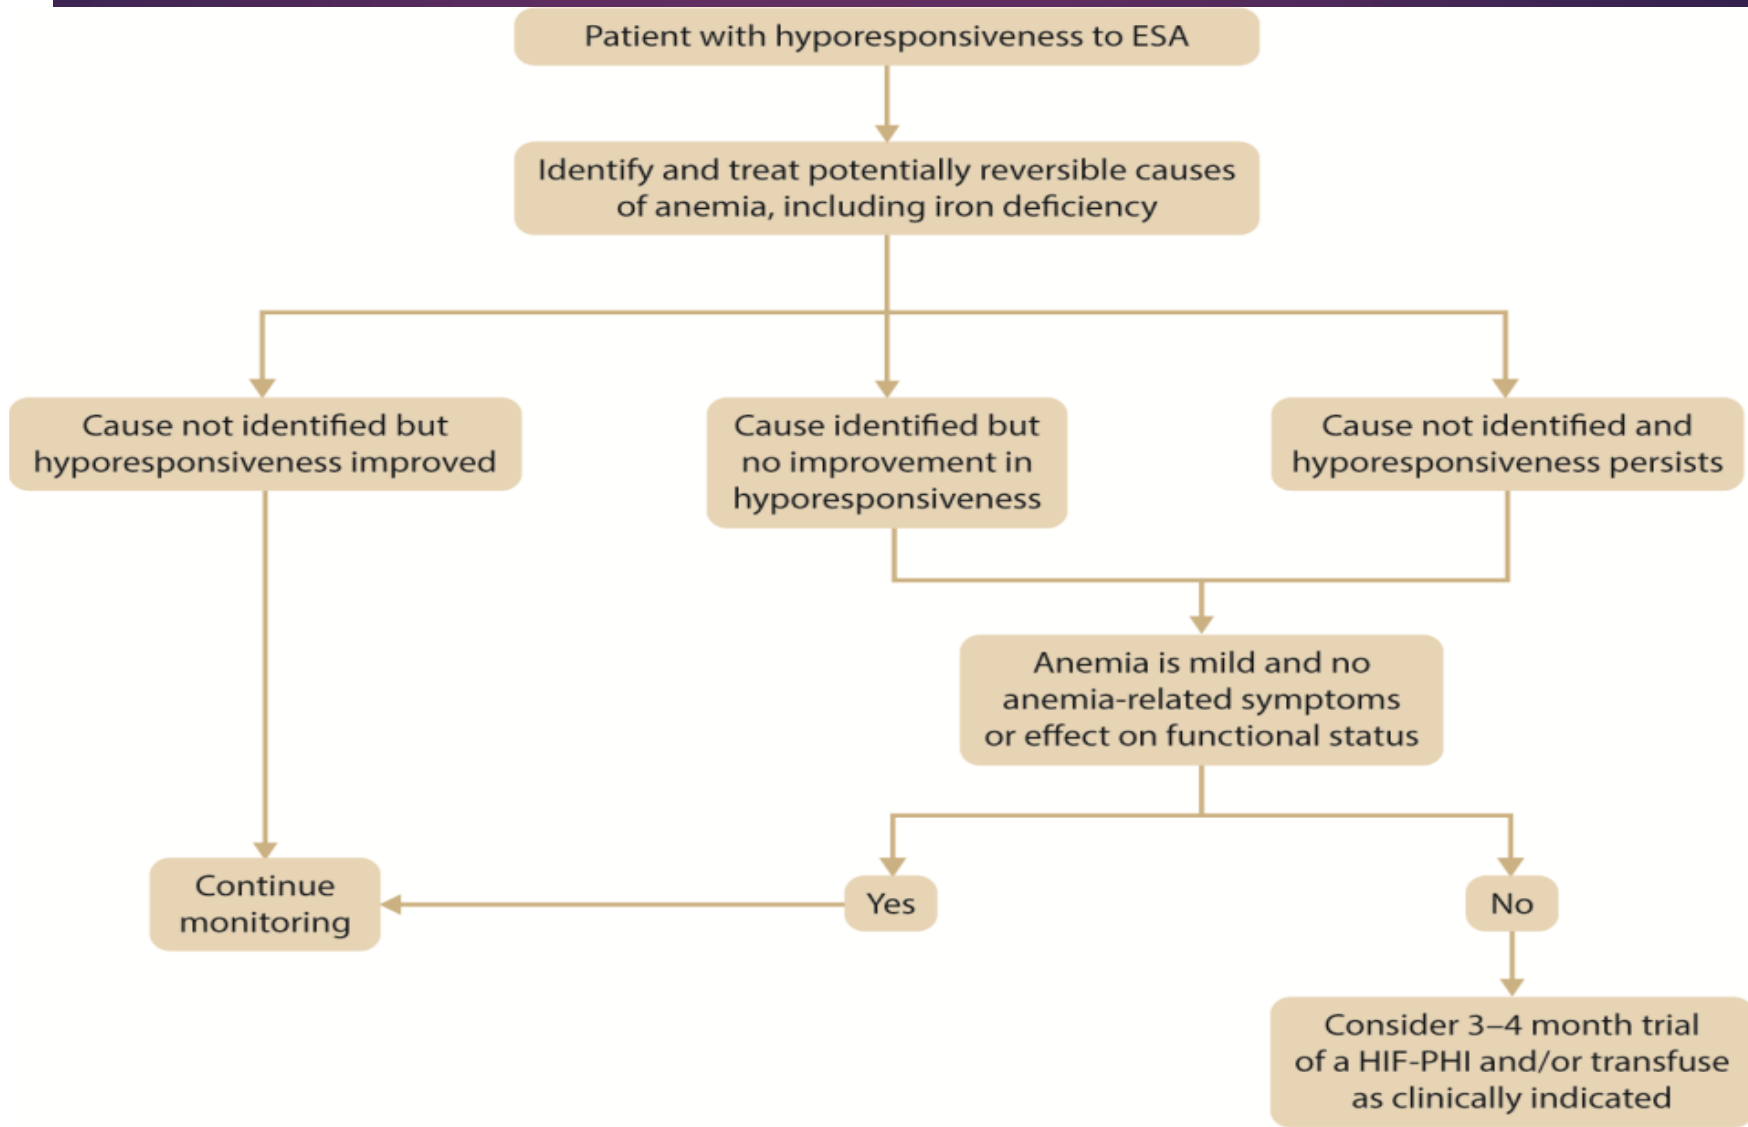 Patient with hyporesponsiveness to ESA
Identify and treat potentially reversible causes
of anemia, including iron deficiency
Cause not identified but
hyporesponsiveness improved
Cause identified but
no improvement in
hyporesponsiveness
Cause not identified and
hyporesponsiveness persists
Anemia is mild and no
anemia-related symptoms
or effect on functional status
Continue
monitoring
Yes
No
Consider 3–4 month trial
of a HIF-PHI and/or transfuse
as clinically indicated